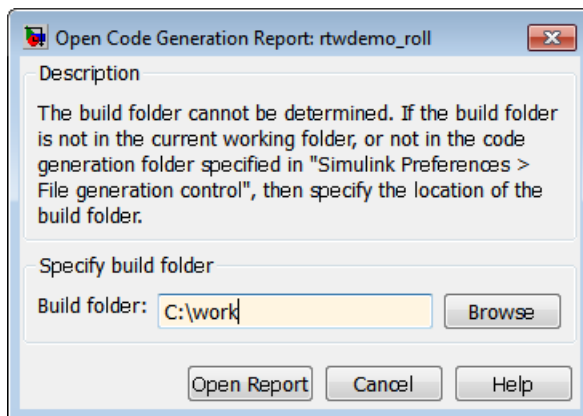 Open Code Generation Report: rtwdemo_roll
Description
The build folder cannot be determined. If the build folder
is not in the current working folder, or not in the code
generation folder specified in "Simulink Preferences >
File generation control", then specify the location of the
build folder.
Specify build folder
Build folder: C:\work Browse
Open Report Cancel Help